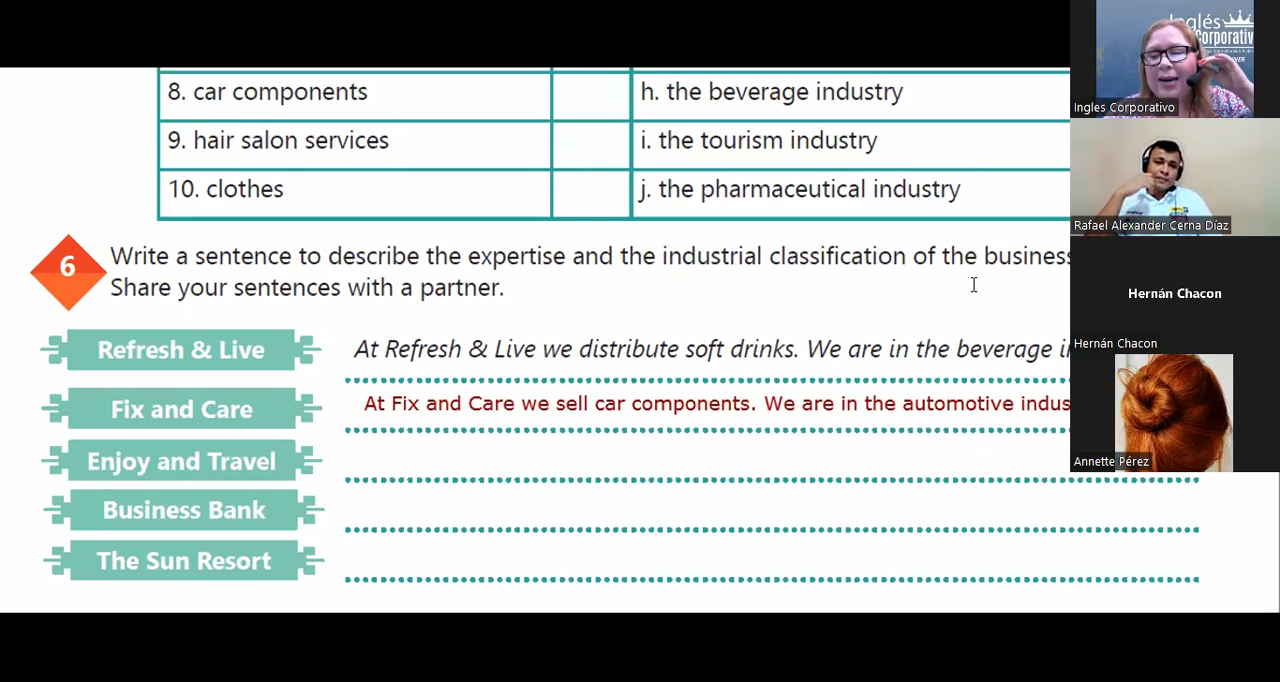 8. car components h. the beverage industry
9. hair salon services i. the tourism industry
10. clothes j. the pharmaceutical industry
6 Write a sentence to describe the expertise and the industrial classification of the business
Share your sentences with a partner.
Refresh & Live At Refresh & Live we distribute soft drinks. We are in the beverage
Fix and Care At Fix and Care we sell car components. We are in the automotive indus
Enjoy and Travel
Business Bank
The Sun Resort
Inglés
Corporativ
Ingles Corporativo
Rafael Alexander Cerna Díaz
Hernán Chacon
Hernán Chacon
Annette Pérez